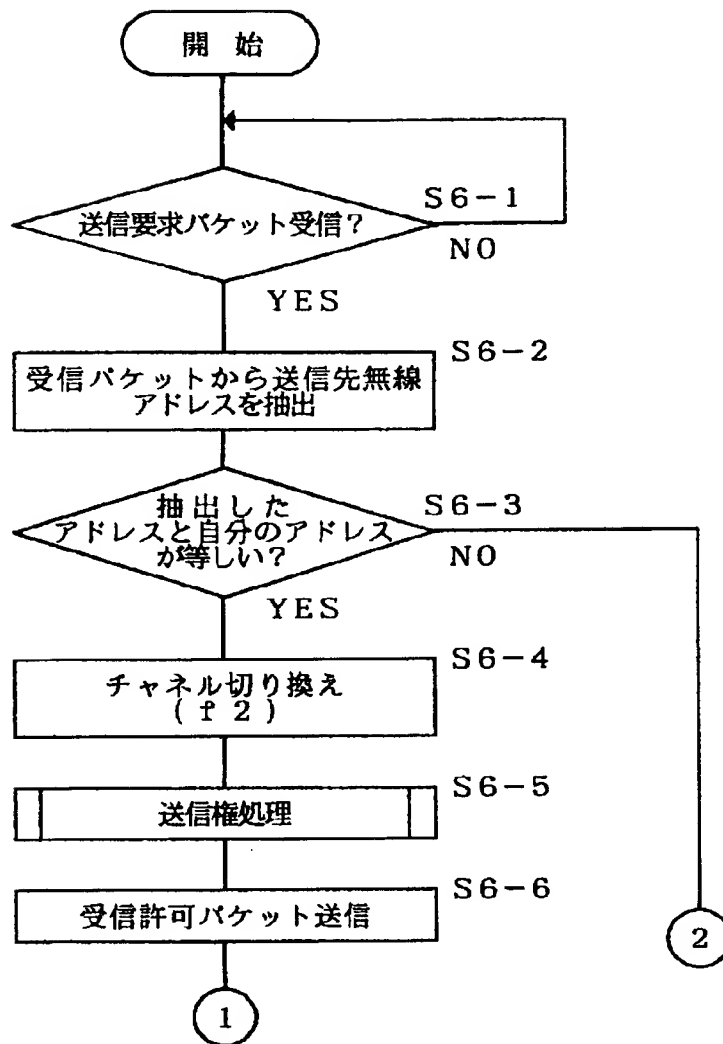 開 始
S6-1
送信要求パケット受信?
NO
YES
S6-2
受信パケットから送信先無線
アドレスを抽出
抽出した
S6-3
アドレスと自分のアドレス
が等しい?
NO
YES
S6-4
チャネル切り換え
(f2)
S6-5
送信権処理
S6-6
受信許可パケット送信
2
1